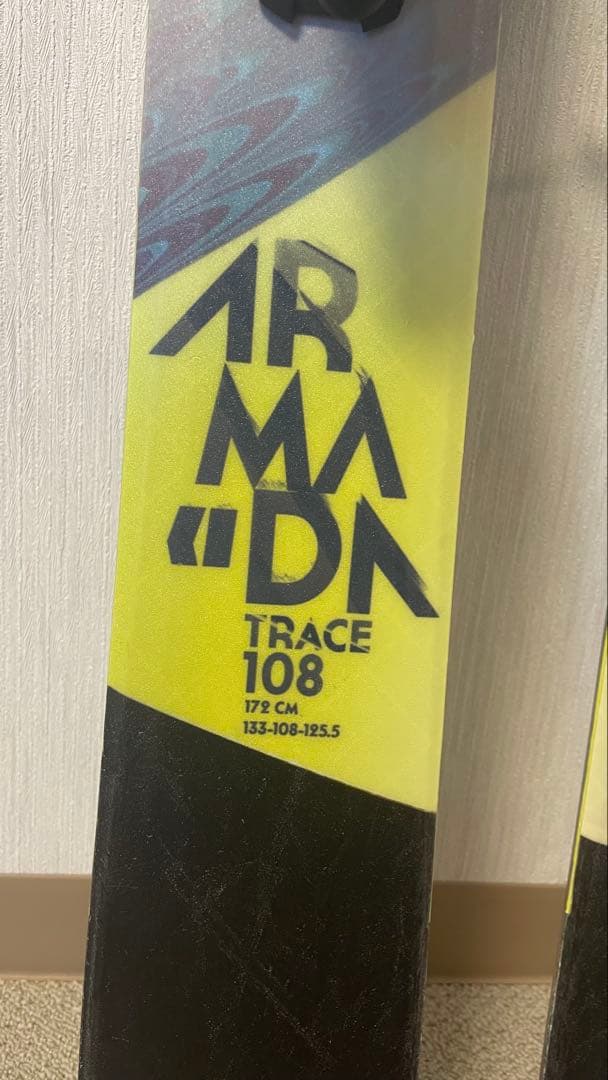 AR
MA
DA
TRACE
108
172 CM
133-108-125.5